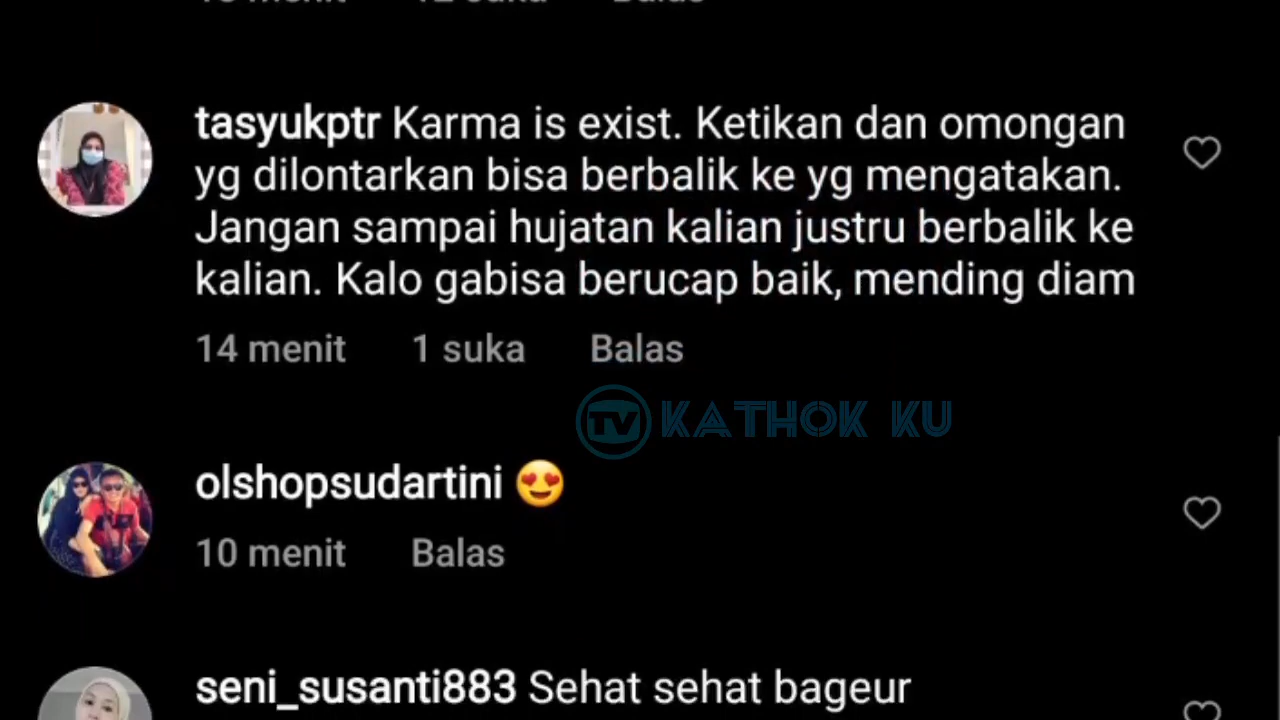 tasyukptr Karma is exist. Ketikan dan omongan
yg dilontarkan bisa berbalik ke yg mengatakan.
Jangan sampai hujatan kalian justru berbalik ke
kalian. Kalo gabisa berucap baik, mending diam
14 menit 1 suka Balas
TV KATHOK KU
olshopsudartini 😍
10 menit Balas
seni_susanti883 Sehat sehat bageur